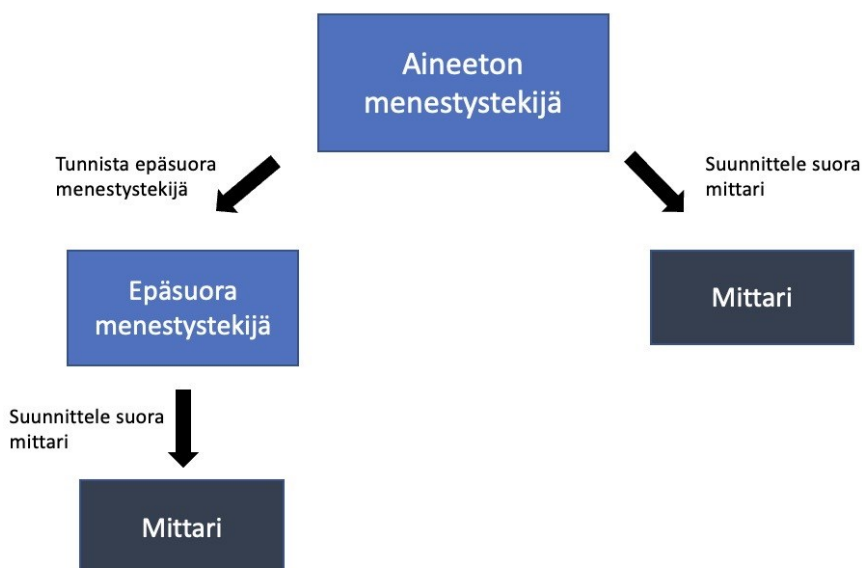 Aineeton
menestystekijä
Tunnista epäsuora
menestystekijä
Suunnittele suora
mittari
Epäsuora
menestystekijä
Mittari
Suunnittele suora
mittari
Mittari